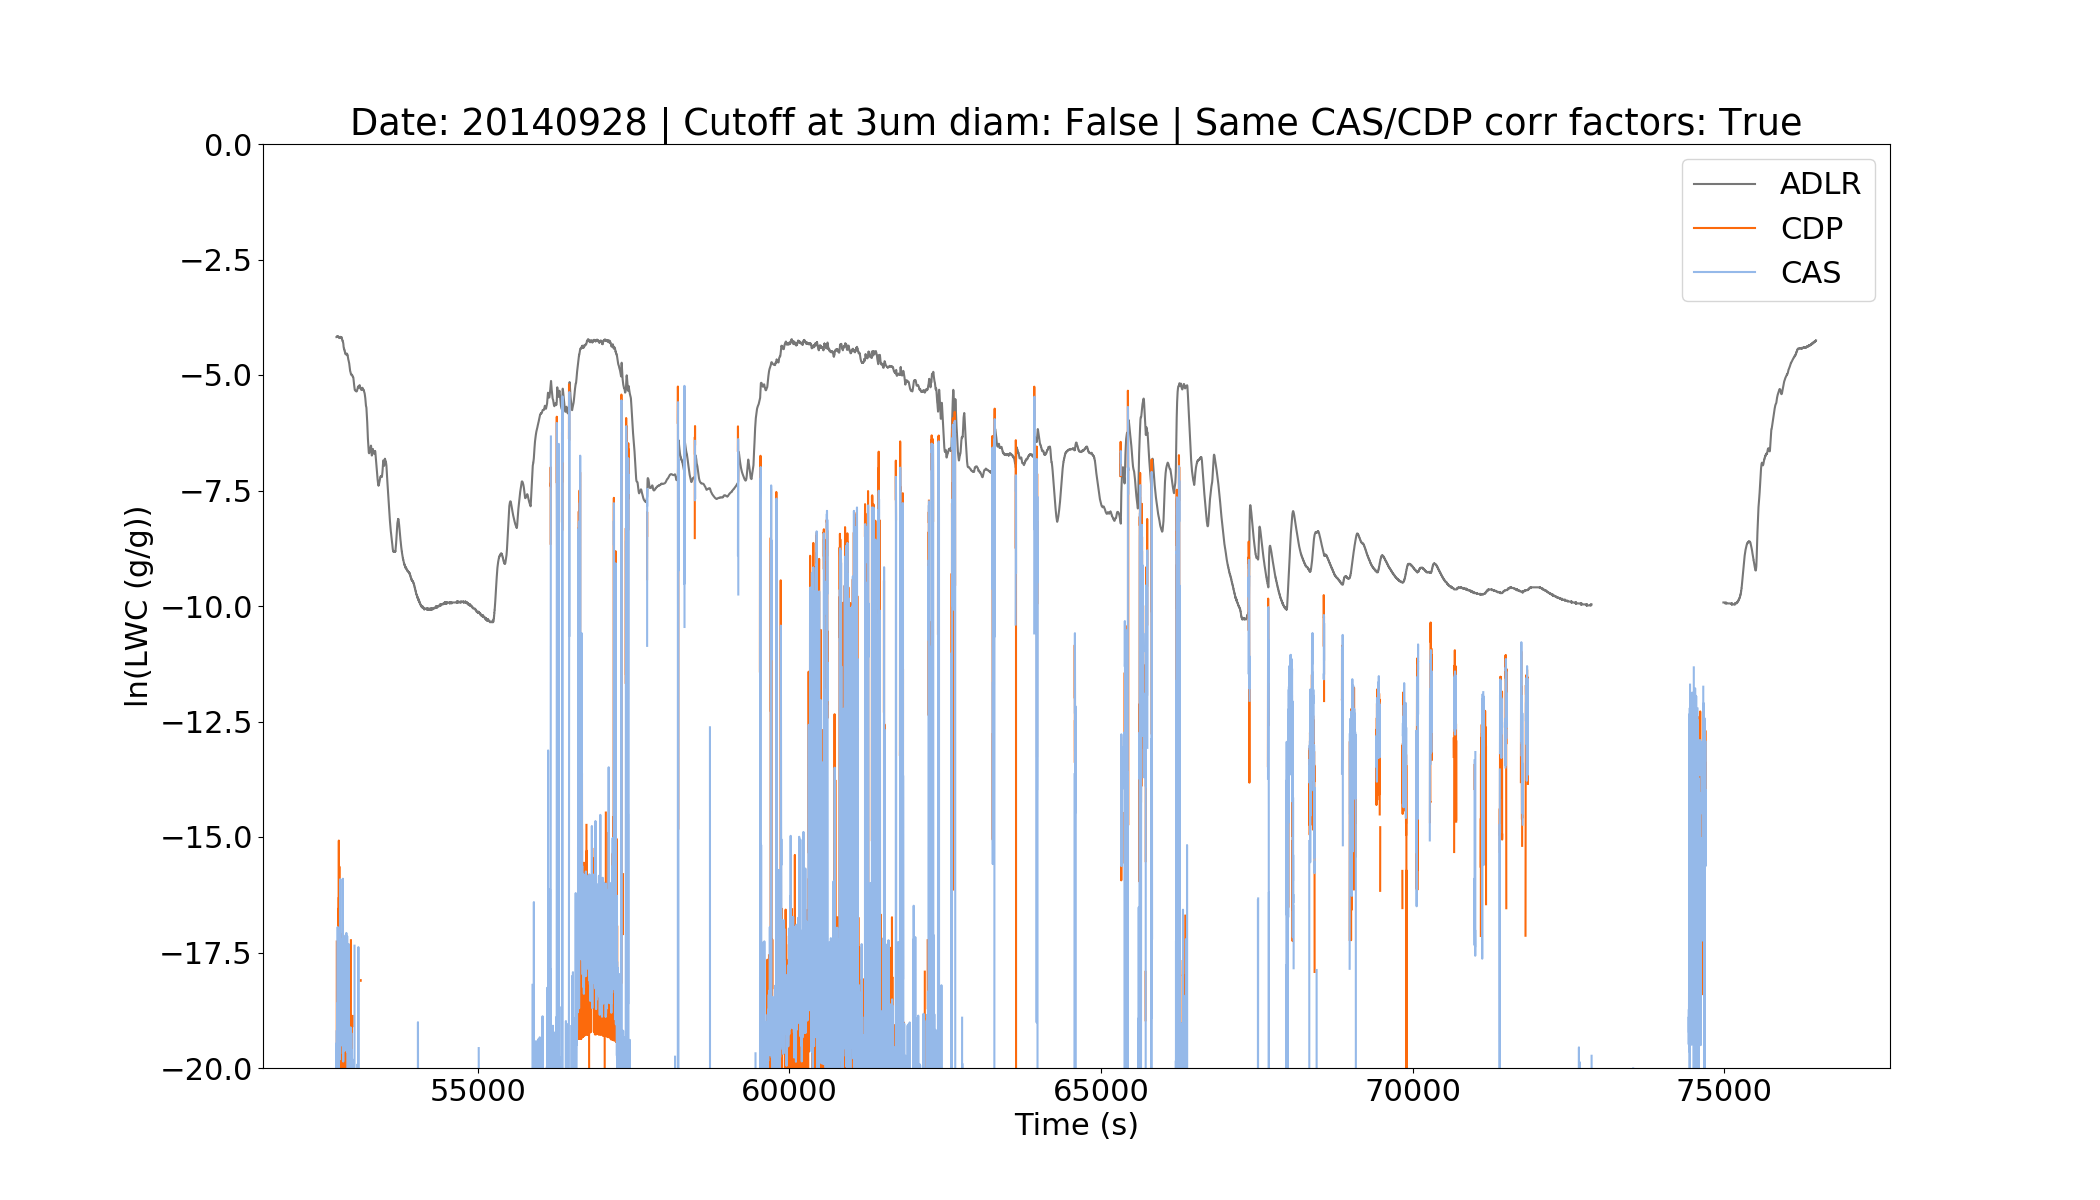 Date: 20140928 | Cutoff at 3um diam: False | Same CAS/CDP corr factors: True
ADLR
CDP
CAS
0.0
−2.5
−5.0
−7.5
−10.0
−12.5
−15.0
−17.5
−20.0
ln(LWC (g/g))
55000 60000 65000 70000 75000
Time (s)